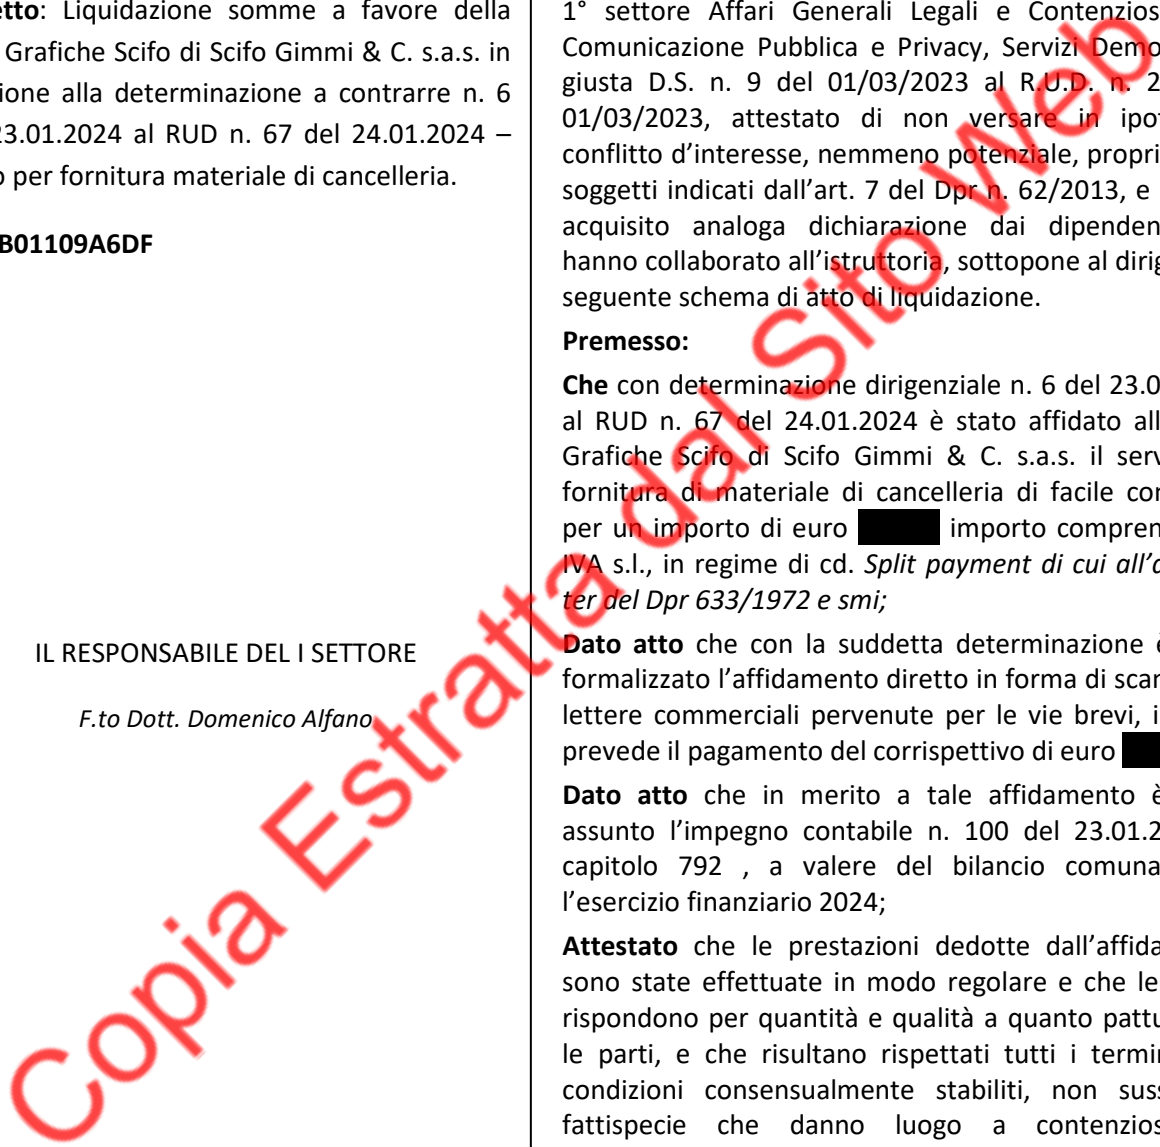 etto: Liquidazione somme a favore della
Grafiche Scifo di Scifo Gimmi & C. s.a.s. in
ione alla determinazione a contrarre n. 6
23.01.2024 al RUD n. 67 del 24.01.2024 –
o per fornitura materiale di cancelleria.
B01109A6DF
IL RESPONSABILE DEL I SETTORE
F.to Dott. Domenico Alfano
1° settore Affari Generali Legali e Contenzios
Comunicazione Pubblica e Privacy, Servizi Demo
giusta D.S. n. 9 del 01/03/2023 al R.U.D. n. 2
01/03/2023, attestato di non versare in ipot
conflitto d’interesse, nemmeno potenziale, propri
soggetti indicati dall’art. 7 del Dpr n. 62/2013, e
acquisito analoga dichiarazione dai dipenden
hanno collaborato all’istruttoria, sottopone al dirig
seguente schema di atto di liquidazione.
Premesso:
Che con determinazione dirigenziale n. 6 del 23.0
al RUD n. 67 del 24.01.2024 è stato affidato all
Grafiche Scifo di Scifo Gimmi & C. s.a.s. il serv
fornitura di materiale di cancelleria di facile con
per un importo di euro importo compren
IVA s.l., in regime di cd. Split payment di cui all’a
ter del Dpr 633/1972 e smi;
Dato atto che con la suddetta determinazione è
formalizzato l’affidamento diretto in forma di scam
lettere commerciali pervenute per le vie brevi, i
prevede il pagamento del corrispettivo di euro
Dato atto che in merito a tale affidamento è
assunto l’impegno contabile n. 100 del 23.01.2
capitolo 792 , a valere del bilancio comuna
l’esercizio finanziario 2024;
Attestato che le prestazioni dedotte dall’affida
sono state effettuate in modo regolare e che le
rispondono per quantità e qualità a quanto pattu
le parti, e che risultano rispettati tutti i termin
condizioni consensualmente stabiliti, non suss
fattispecie che danno luogo a contenzios
Copia Estratta dal Sito Web